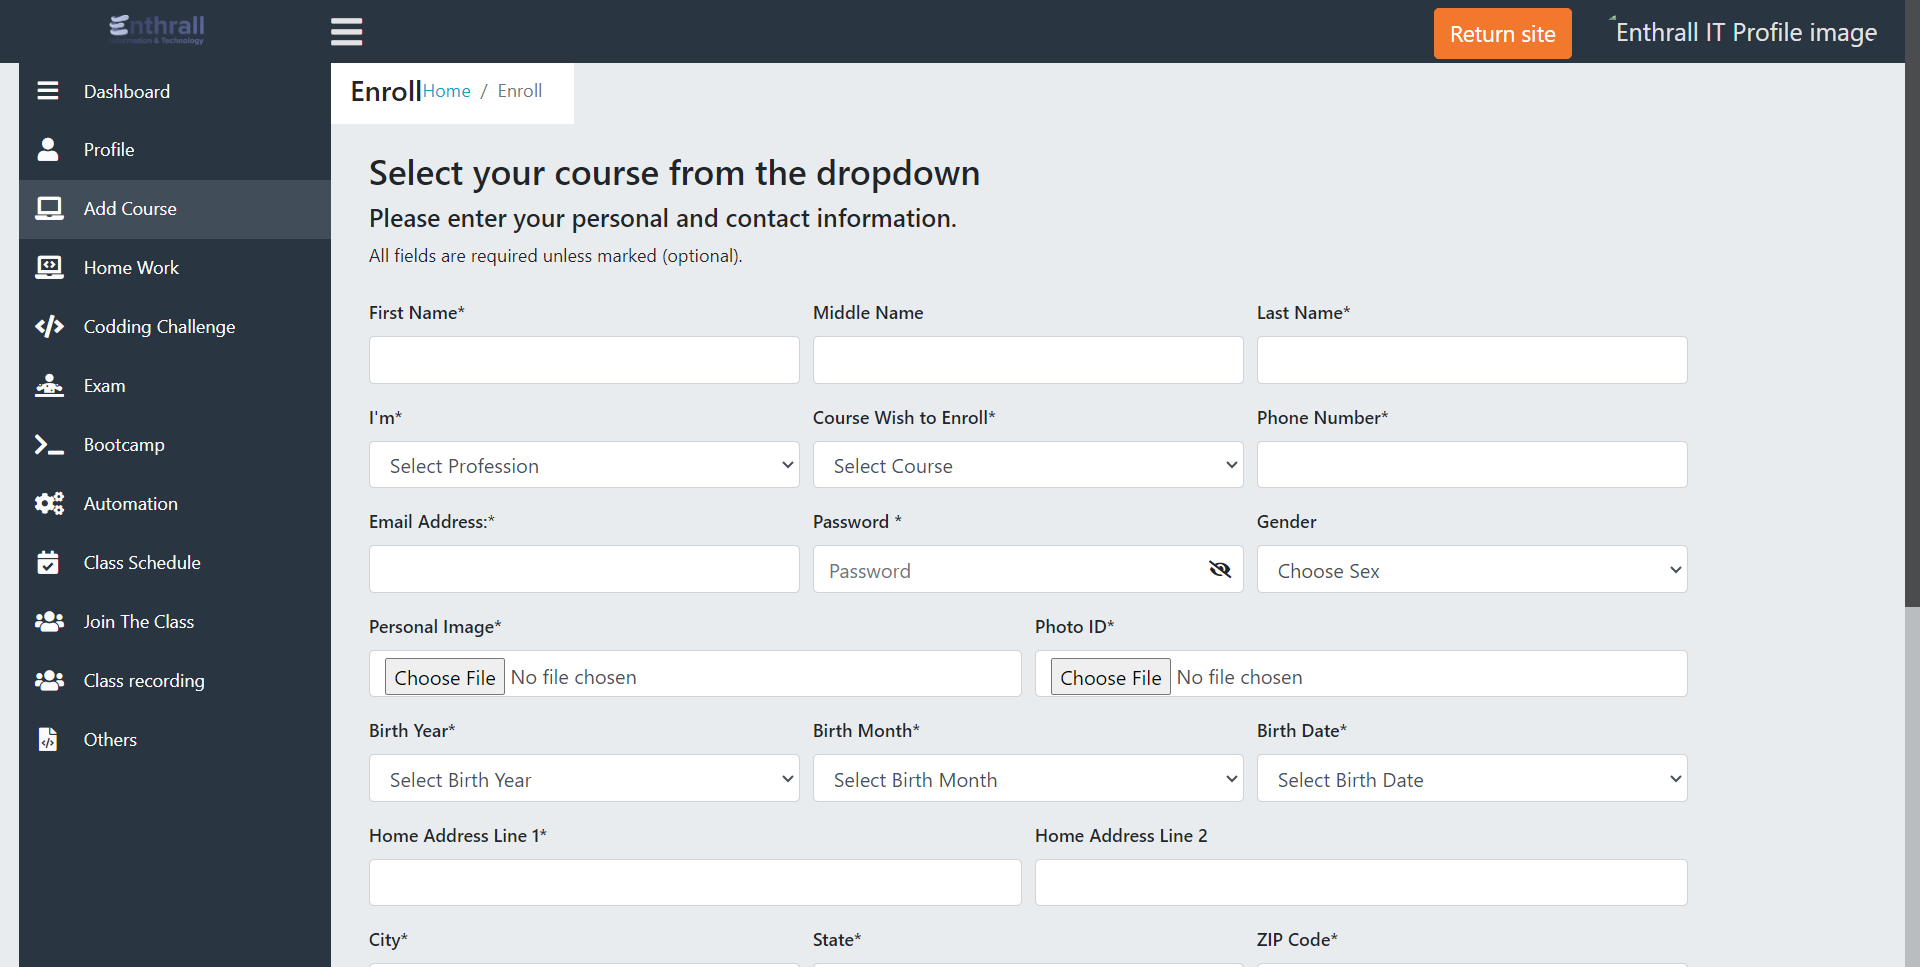 Enthrall
Information & Technology
Return site
Enthrall IT Profile image
Dashboard
Profile
Add Course
Home Work
Codding Challenge
Exam
Bootcamp
Automation
Class Schedule
Join The Class
Class recording
Others
Enroll Home / Enroll
Select your course from the dropdown
Please enter your personal and contact information.
All fields are required unless marked (optional).
First Name* Middle Name Last Name*
I'm* Course Wish to Enroll* Phone Number*
Select Profession Select Course
Email Address:* Password * Gender
Password Choose Sex
Personal Image* Photo ID*
Choose File No file chosen Choose File No file chosen
Birth Year* Birth Month* Birth Date*
Select Birth Year Select Birth Month Select Birth Date
Home Address Line 1* Home Address Line 2
City* State* ZIP Code*